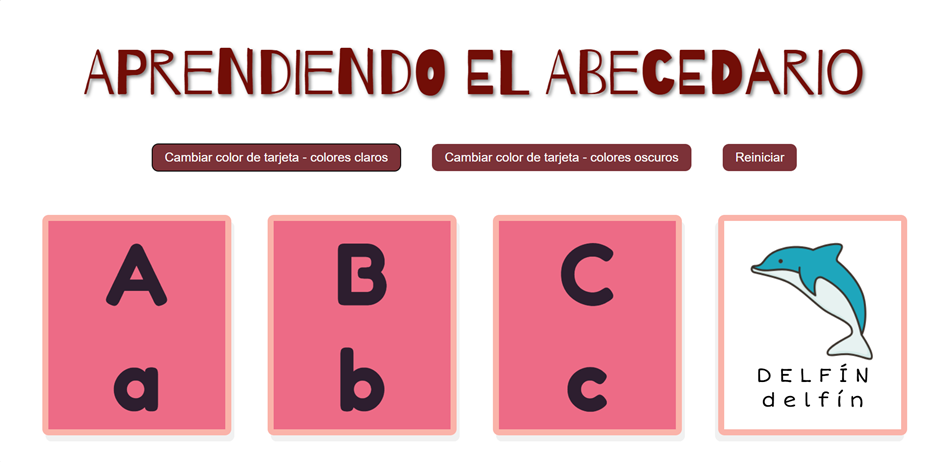 APRENDIENDO EL ABECEDARIO
Cambiar color de tarjeta - colores claros
Cambiar color de tarjeta - colores oscuros
Reiniciar
A
a
B
b
C
c
DELFÍN
delfín